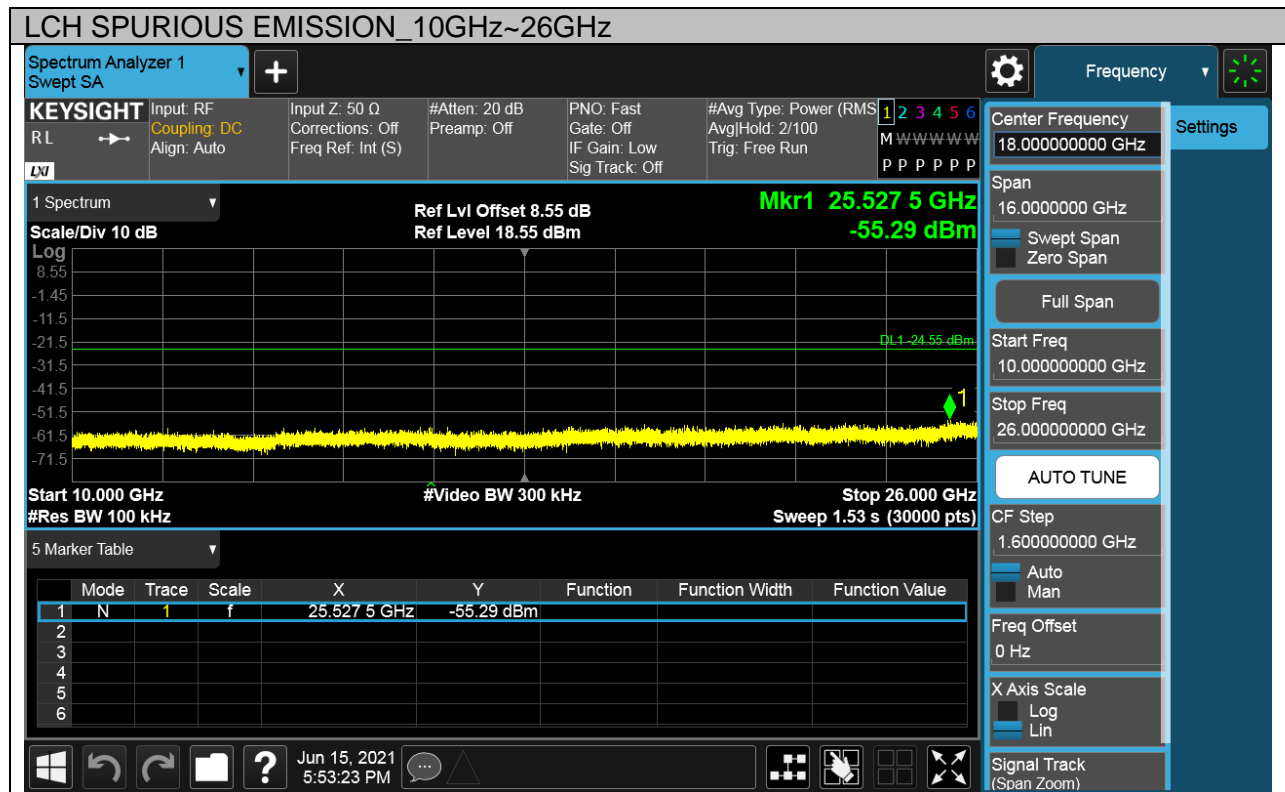 LCH SPURIOUS EMISSION_10GHz~26GHz
Spectrum Analyzer 1
Swept SA
Frequency
KEYSIGHT
RL
LXI
Input: RF
Coupling: DC
Align: Auto
Input Z: 50 Ω
Corrections: Off
Freq Ref: Int (S)
#Atten: 20 dB
Preamp: Off
PNO: Fast
Gate: Off
IF Gain: Low
Sig Track: Off
#Avg Type: Power (RMS
Avg|Hold: 2/100
Trig: Free Run
1 2 3 4 5 6
M W W W W W
P P P P P P
1 Spectrum
Scale/Div 10 dB
Ref Lvl Offset 8.55 dB
Ref Level 18.55 dBm
Mkr1 25.527 5 GHz
-55.29 dBm
Log
8.55
-1.45
-11.5
-21.5
-31.5
-41.5
-51.5
-61.5
-71.5
DL1 -24.55 dBm
1
Start 10.000 GHz
#Video BW 300 kHz
Stop 26.000 GHz
#Res BW 100 kHz
Sweep 1.53 s (30000 pts)
5 Marker Table
Mode Trace Scale X Y Function Function Width Function Value
1 N 1 f 25.527 5 GHz -55.29 dBm
2
3
4
5
6
Jun 15, 2021
5:53:23 PM
Center Frequency
18.000000000 GHz
Settings
Span
16.0000000 GHz
Swept Span
Zero Span
Full Span
Start Freq
10.000000000 GHz
Stop Freq
26.000000000 GHz
AUTO TUNE
CF Step
1.600000000 GHz
Auto
Man
Freq Offset
0 Hz
X Axis Scale
Log
Lin
Signal Track
(Span Zoom)